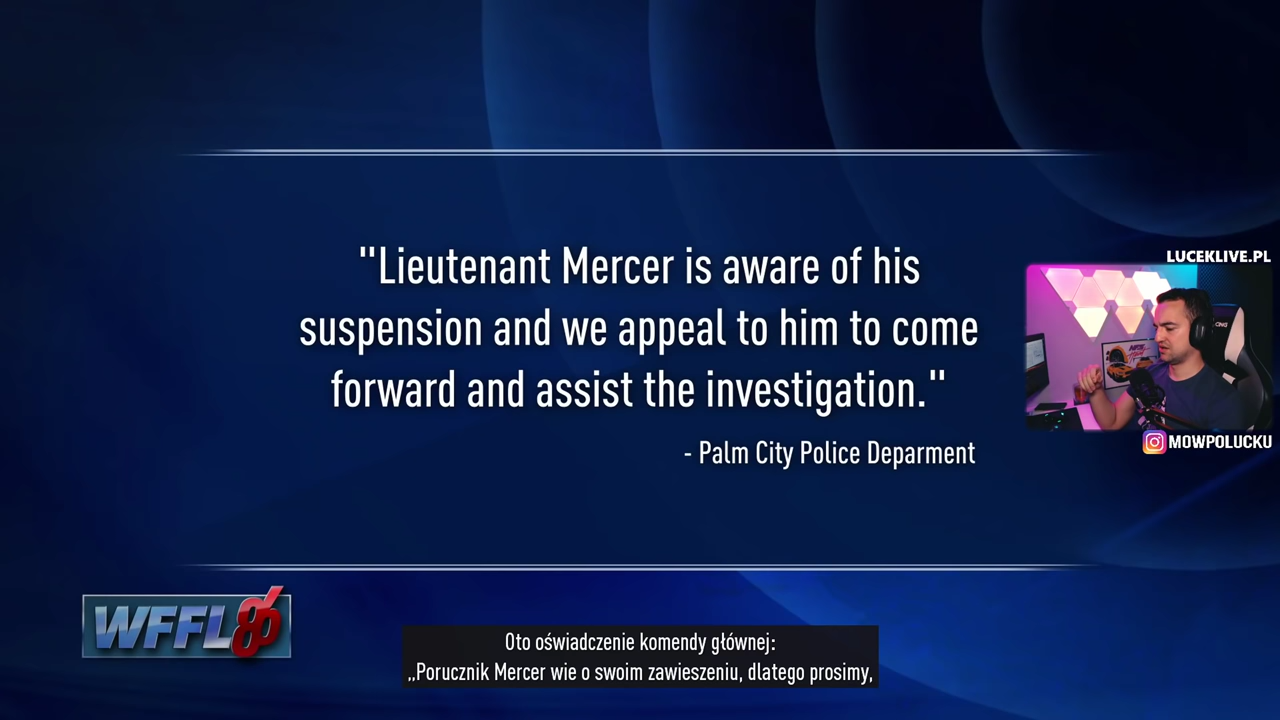 "Lieutenant Mercer is aware of his
suspension and we appeal to him to come
forward and assist the investigation."
- Palm City Police Deparment
LUCEKLIVE.PL
MOWPOLUCKU
WFFL86
Oto oświadczenie komendy głównej:
„Porucznik Mercer wie o swoim zawieszeniu, dlatego prosimy,